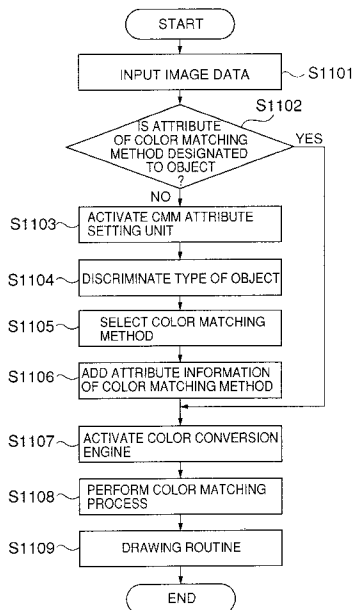 START
INPUT IMAGE DATA
S1101
S1102
IS ATTRIBUTE
OF COLOR MATCHING
METHOD DESIGNATED
TO OBJECT
?
YES
NO
S1103
ACTIVATE CMM ATTRIBUTE
SETTING UNIT
S1104
DISCRIMINATE TYPE OF OBJECT
S1105
SELECT COLOR MATCHING
METHOD
S1106
ADD ATTRIBUTE INFORMATION
OF COLOR MATCHING METHOD
S1107
ACTIVATE COLOR CONVERSION
ENGINE
S1108
PERFORM COLOR MATCHING
PROCESS
S1109
DRAWING ROUTINE
END